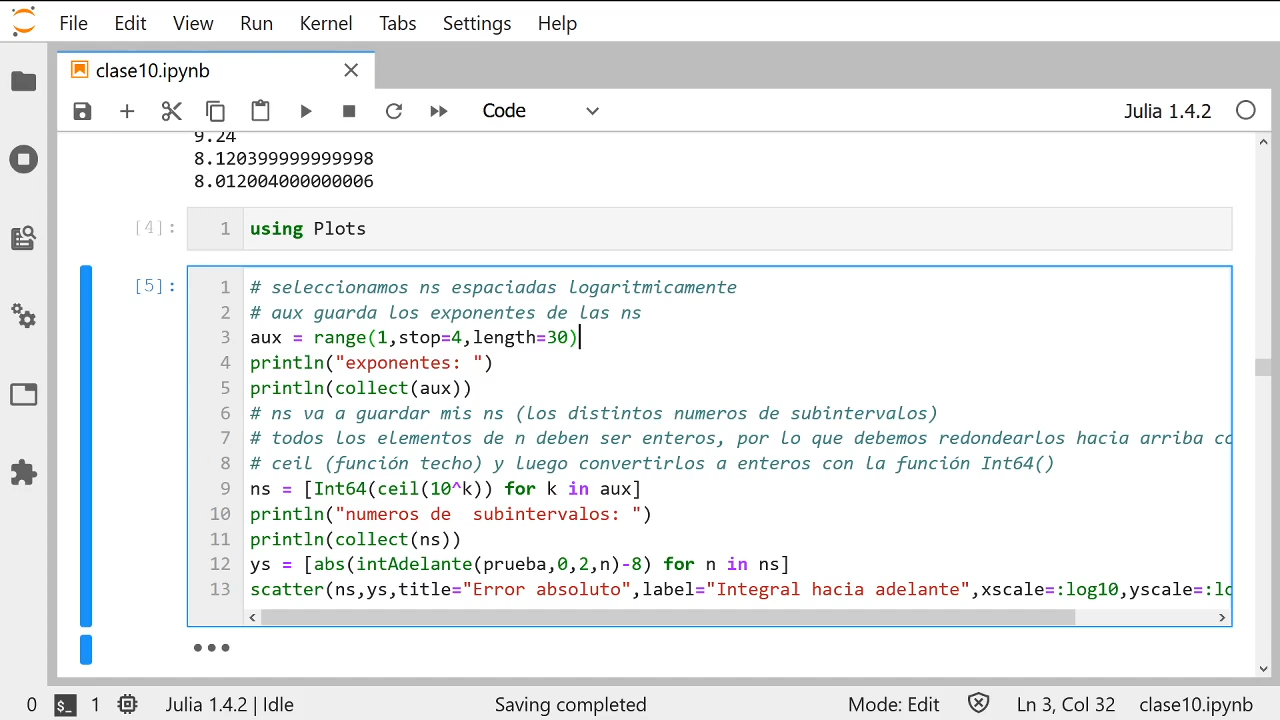 File Edit View Run Kernel Tabs Settings Help
clase10.ipynb
Code
Julia 1.4.2
9.24
8.120399999999998
8.012004000000006
[4]: 1 using Plots
[5]:
1 # seleccionamos ns espaciadas logaritmicamente
2 # aux guarda los exponentes de las ns
3 aux = range(1,stop=4,length=30)
4 println("exponentes: ")
5 println(collect(aux))
6 # ns va a guardar mis ns (los distintos numeros de subintervalos)
7 # todos los elementos de n deben ser enteros, por lo que debemos redondearlos hacia arriba co
8 # ceil (función techo) y luego convertirlos a enteros con la función Int64()
9 ns = [Int64(ceil(10^k)) for k in aux]
10 println("numeros de  subintervalos: ")
11 println(collect(ns))
12 ys = [abs(intAdelante(prueba,0,2,n)-8) for n in ns]
13 scatter(ns,ys,title="Error absoluto",label="Integral hacia adelante",xscale=:log10,yscale=:lo
0 $_ 1 Julia 1.4.2 | Idle Saving completed Mode: Edit Ln 3, Col 32 clase10.ipynb